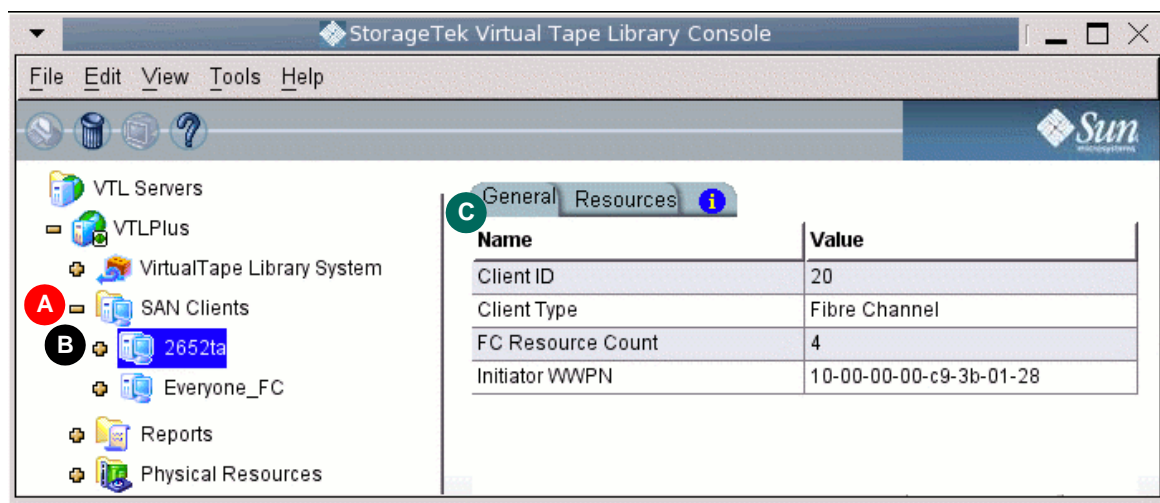 StorageTek Virtual Tape Library Console
File Edit View Tools Help
Sun
microsystems
VTL Servers
VTLPlus
VirtualTape Library System
A
SAN Clients
B
2652ta
Everyone_FC
Reports
Physical Resources
C
General Resources i
Name Value
Client ID 20
Client Type Fibre Channel
FC Resource Count 4
Initiator WWPN 10-00-00-00-c9-3b-01-28